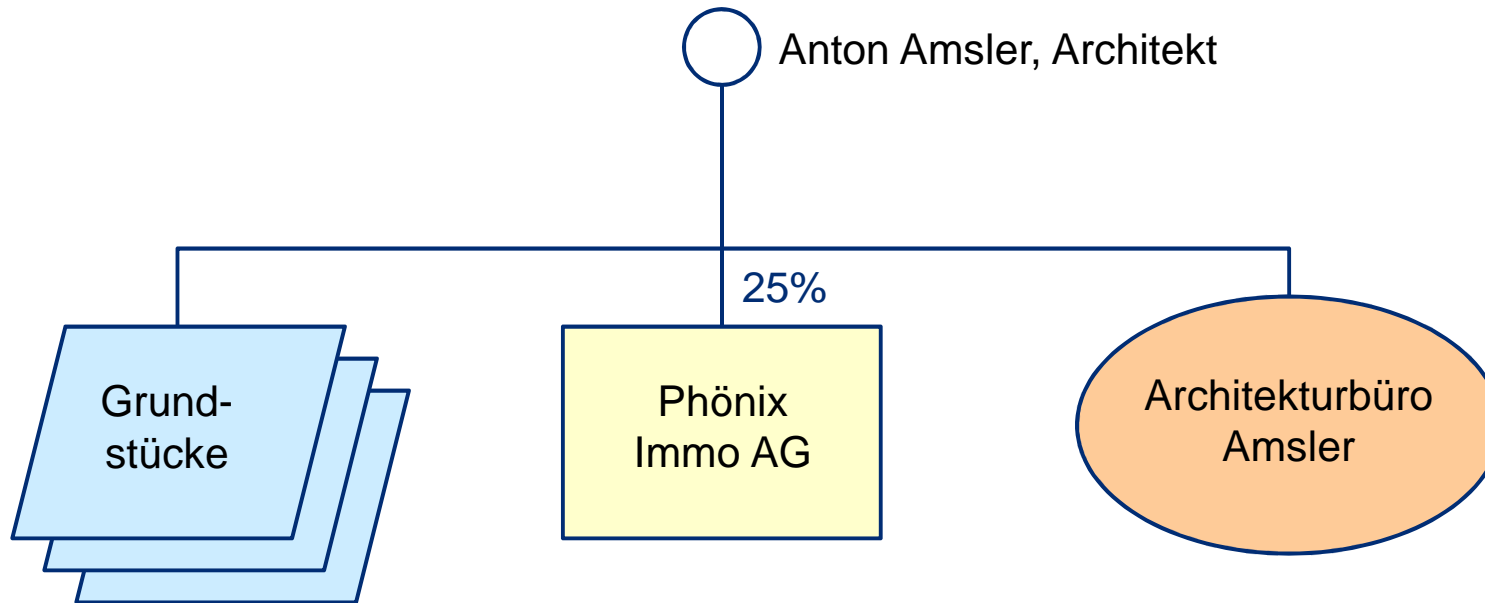 Anton Amsler, Architekt
25%
Grund-
stücke
Phönix
Immo AG
Architekturbüro
Amsler